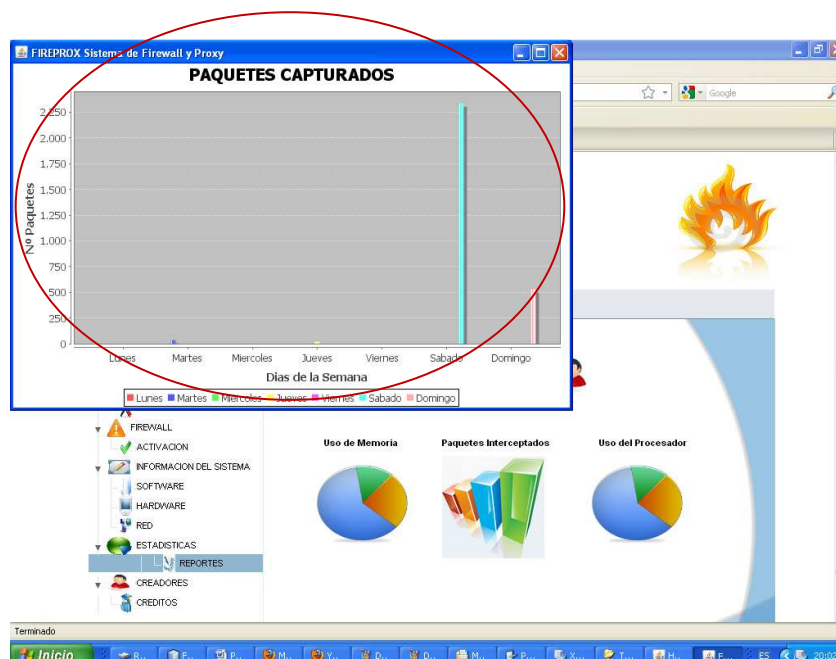 FIREPROX Sistema de Firewall y Proxy
PAQUETES CAPTURADOS
Nº Paquetes
2.250
2.000
1.750
1.500
1.250
1.000
750
500
250
0
Lunes Martes Miercoles Jueves Viernes Sabado Domingo
Dias de la Semana
Lunes Martes Miercoles Jueves Viernes Sabado Domingo
Google
FIREWALL
ACTIVACION
INFORMACION DEL SISTEMA
SOFTWARE
HARDWARE
RED
ESTADISTICAS
REPORTES
CREADORES
CREDITOS
Uso de Memoria Paquetes Interceptados Uso del Procesador
Terminado
Inicio R... F... P... M... Y... D... D... M... P... X... T... H... F... ES